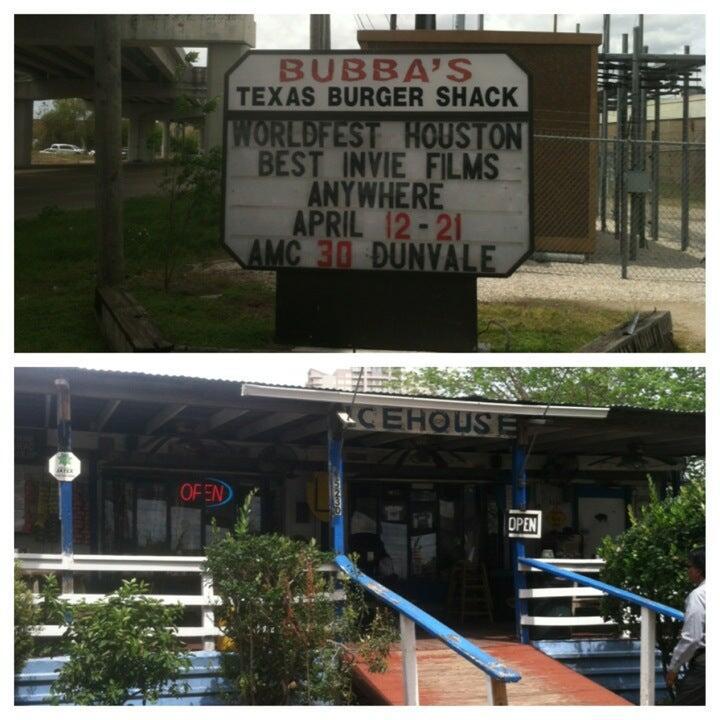 BUBBA'S
TEXAS BURGER SHACK
WORLDFEST HOUSTON
BEST INVIE FILMS
ANYWHERE
APRIL 12-21
AMC 30 DUNVALE
ICEHOUSE
OPEN
5230
OPEN